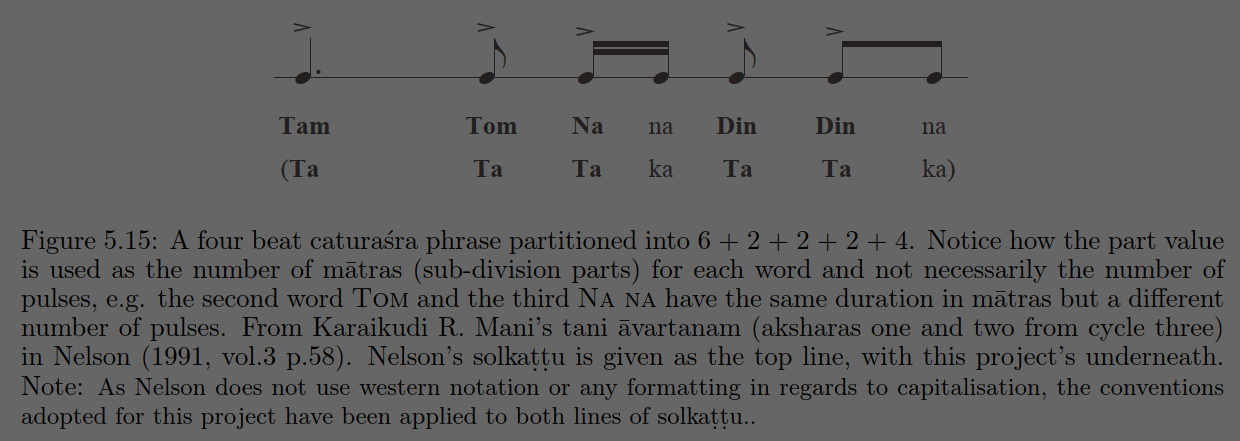 Tam Tom Na na Din Din na
(Ta Ta Ta ka Ta Ta ka)
Figure 5.15: A four beat caturaśra phrase partitioned into 6 + 2 + 2 + 2 + 4. Notice how the part value
is used as the number of mātras (sub-division parts) for each word and not necessarily the number of
pulses, e.g. the second word Tom and the third Na na have the same duration in mātras but a different
number of pulses. From Karaikudi R. Mani's tani āvartanam (aksharas one and two from cycle three)
in Nelson (1991, vol.3 p.58). Nelson's solkaṭṭu is given as the top line, with this project's underneath.
Note: As Nelson does not use western notation or any formatting in regards to capitalisation, the conventions
adopted for this project have been applied to both lines of solkaṭṭu..